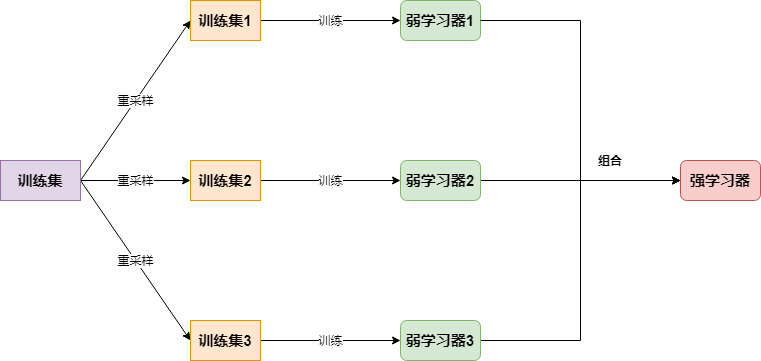 训练集1
训练
弱学习器1
重采样
训练集
重采样
训练集2
训练
弱学习器2
组合
强学习器
重采样
训练集3
训练
弱学习器3